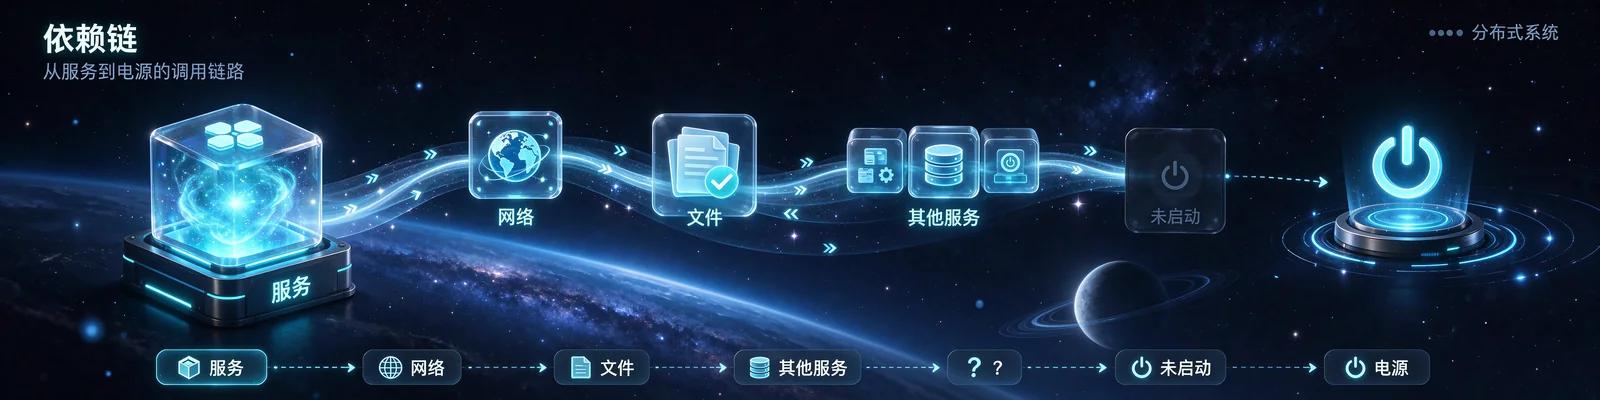 依赖链
从服务到电源的调用链路
分布式系统
服务
网络
文件
其他服务
未启动
服务
网络
文件
其他服务
? ?
未启动
电源